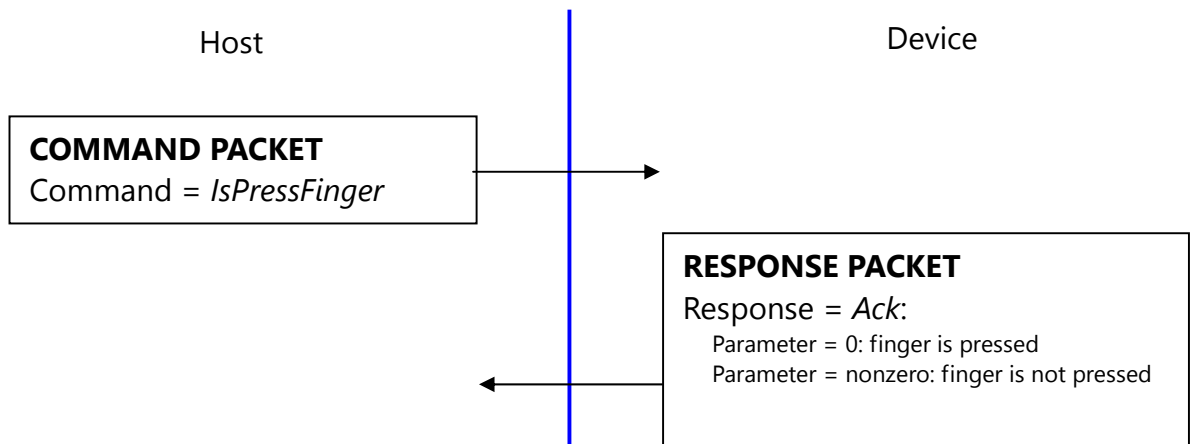 Host
Device
COMMAND PACKET
Command = IsPressFinger
RESPONSE PACKET
Response = Ack:
Parameter = 0: finger is pressed
Parameter = nonzero: finger is not pressed